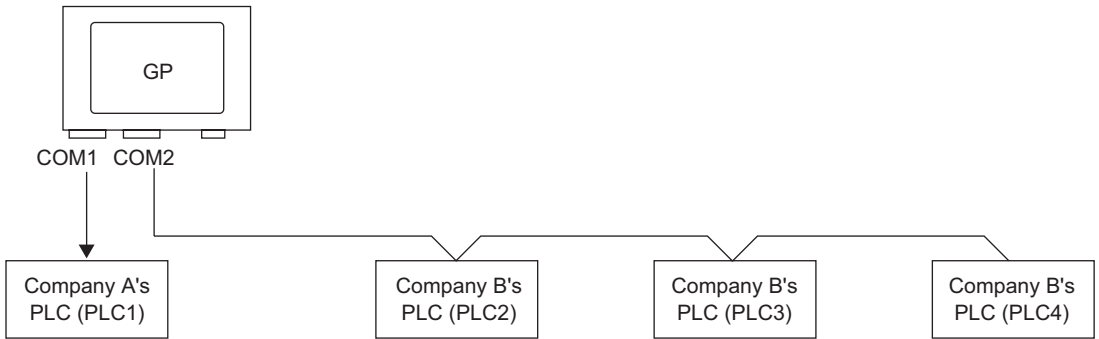 GP
COM1 COM2
Company A's
PLC (PLC1)
Company B's
PLC (PLC2)
Company B's
PLC (PLC3)
Company B's
PLC (PLC4)